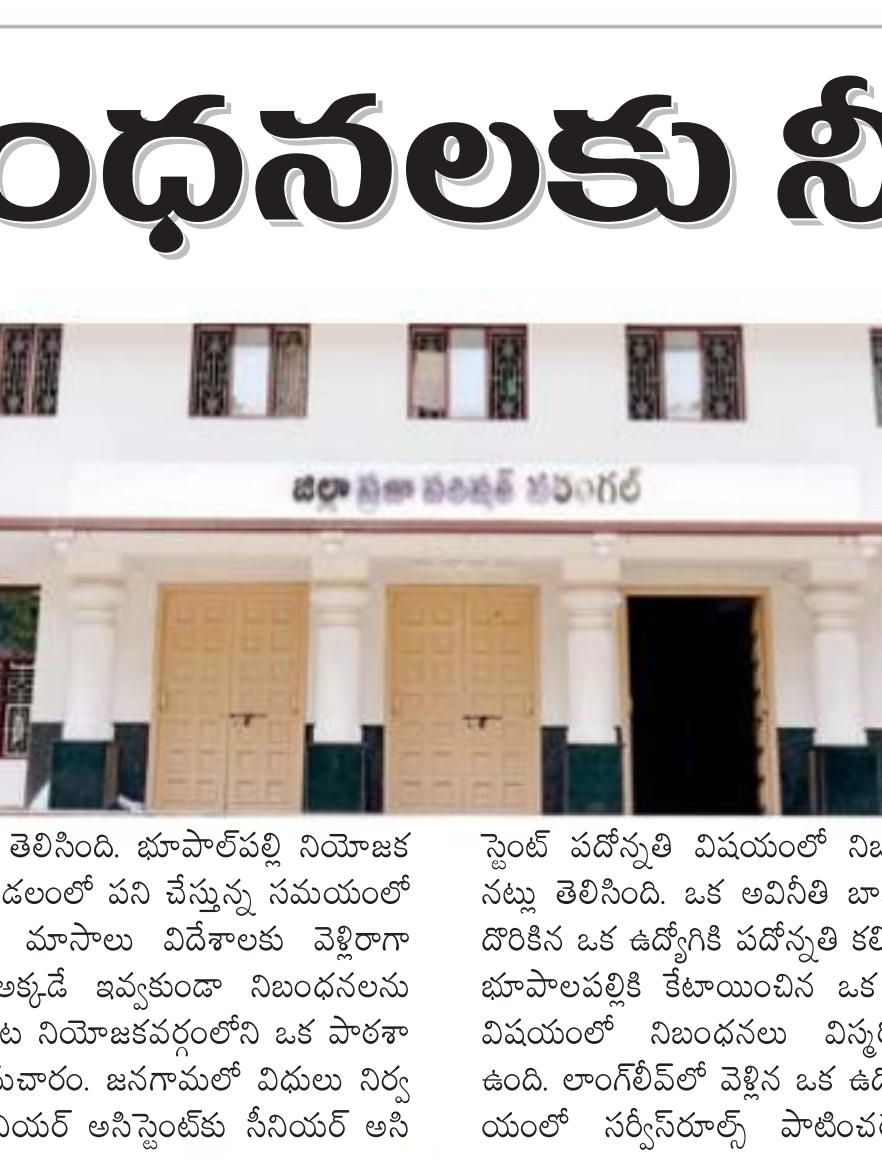 ంధనలకు నీ
జిల్లా ప్రజా పరిషత్ వరంగల్
తెలిసింది. భూపాల్‌పల్లి నియోజక
డలంలో పని చేస్తున్న సమయంలో
మాసాలు విదేశాలకు వెళ్లిరాగా
అక్కడే ఇవ్వకుండా నిబంధనలను
ట నియోజకవర్గంలోని ఒక పాఠశా
చారం. జనగామలో విధులు నిర్వ
నియర్ అసిస్టెంట్‌కు సీనియర్ అసి
స్టెంట్ పదోన్నతి విషయంలో నిబ
నట్లు తెలిసింది. ఒక అవినీతి బా
దొరికిన ఒక ఉద్యోగికి పదోన్నతి కలి
భూపాలపల్లికి కేటాయించిన ఒక
విషయంలో నిబంధనలు విస్మ
ఉంది. లాంగ్‌లీవ్‌లో వెళ్లిన ఒక ఉ
యంలో సర్వీస్‌రూల్స్ పాటించ